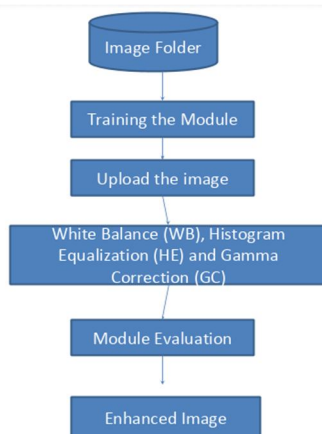 Image Folder
Training the Module
Upload the image
White Balance (WB), Histogram
Equalization (HE) and Gamma
Correction (GC)
Module Evaluation
Enhanced Image